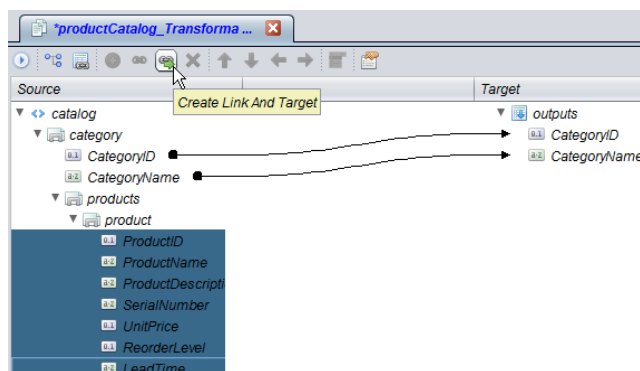 *productCatalog_Transforma ...
Source
Target
Create Link And Target
catalog
outputs
category
CategoryID
CategoryID
CategoryName
CategoryName
products
product
ProductID
ProductName
ProductDescripti
SerialNumber
UnitPrice
ReorderLevel
LeadTime